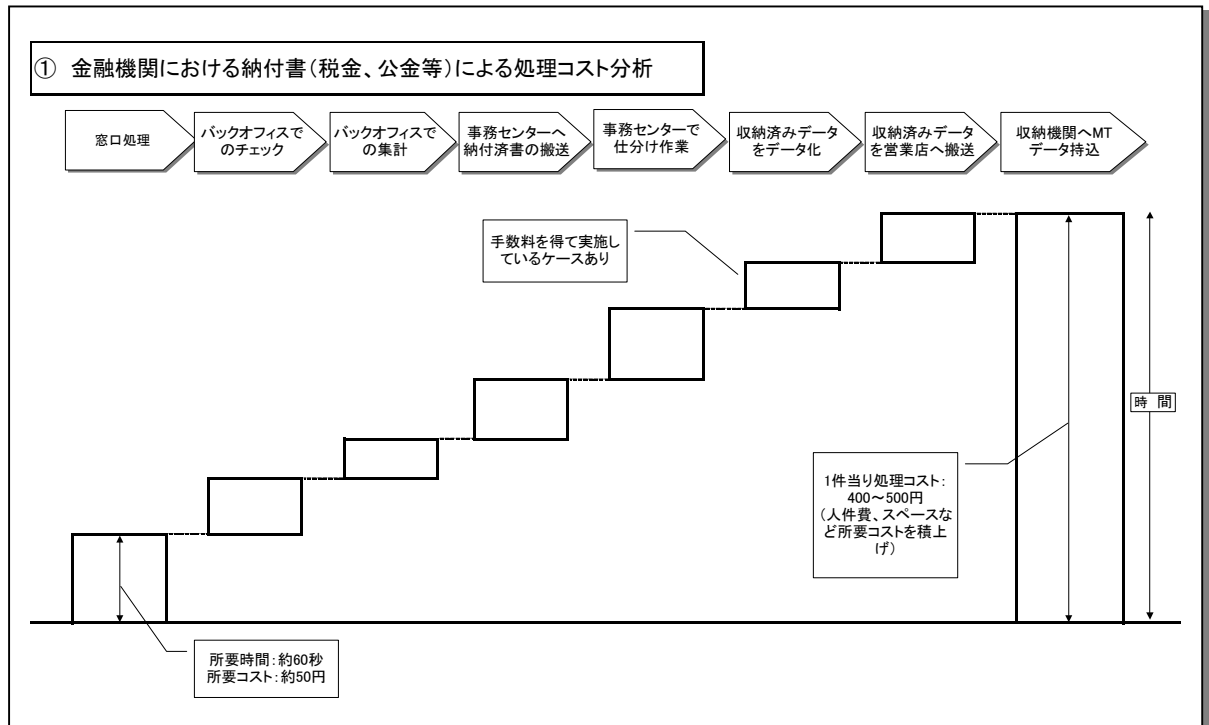 ① 金融機関における納付書(税金、公金等)による処理コスト分析
窓口処理
バックオフィスで
のチェック
バックオフィスで
の集計
事務センターへ
納付済書の搬送
事務センターで
仕分け作業
収納済みデータ
をデータ化
収納済みデータ
を営業店へ搬送
収納機関へMT
データ持込
手数料を得て実施し
ているケースあり
時 間
1件当り処理コスト:
400~500円
(人件費、スペースな
ど所要コストを積上
げ)
所要時間:約60秒
所要コスト:約50円